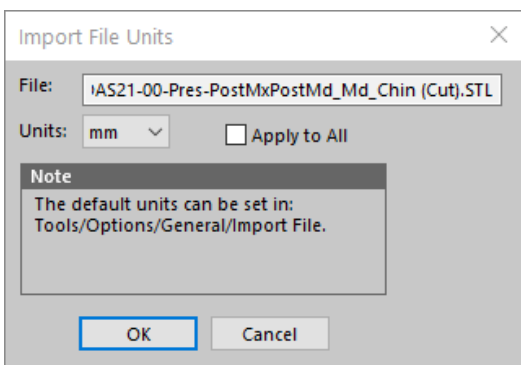 Import File Units
File: AS21-00-Pres-PostMxPostMd_Md_Chin (Cut).STL
Units: mm Apply to All
Note
The default units can be set in:
Tools/Options/General/Import File.
OK Cancel